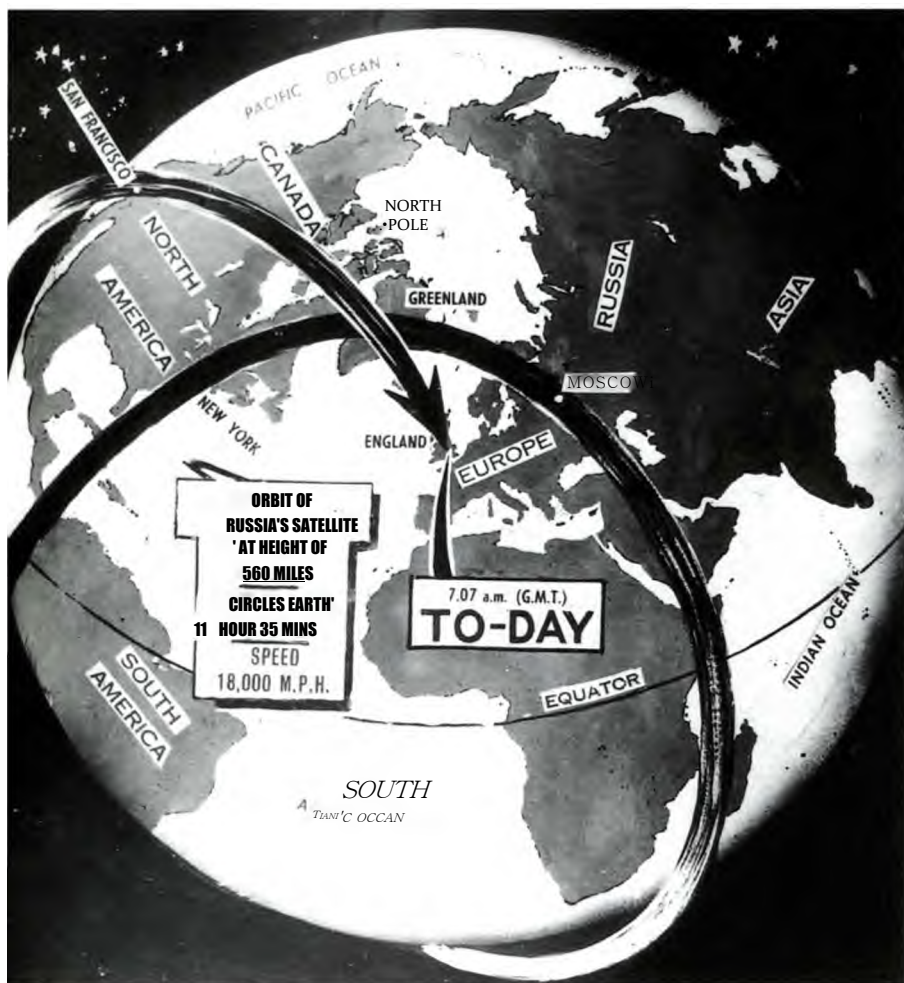 PACIFIC OCEAN
SAN FRANCISCO
CANADA
NORTH
•POLE
NORTH
AMERICA
GREENLAND
RUSSIA
ASIA
MOSCOW
NEW YORK
ENGLAND
EUROPE
ORBIT OF
RUSSIA'S SATELLITE
' AT HEIGHT OF
560 MILES
CIRCLES EARTH'
11 HOUR 35 MINS
SPEED
18,000 M.P.H.
7.07 a.m. (G.M.T.)
TO-DAY
INDIAN OCEAN
EQUATOR
SOUTH
AMERICA
SOUTH
A TIANI'C OCCAN